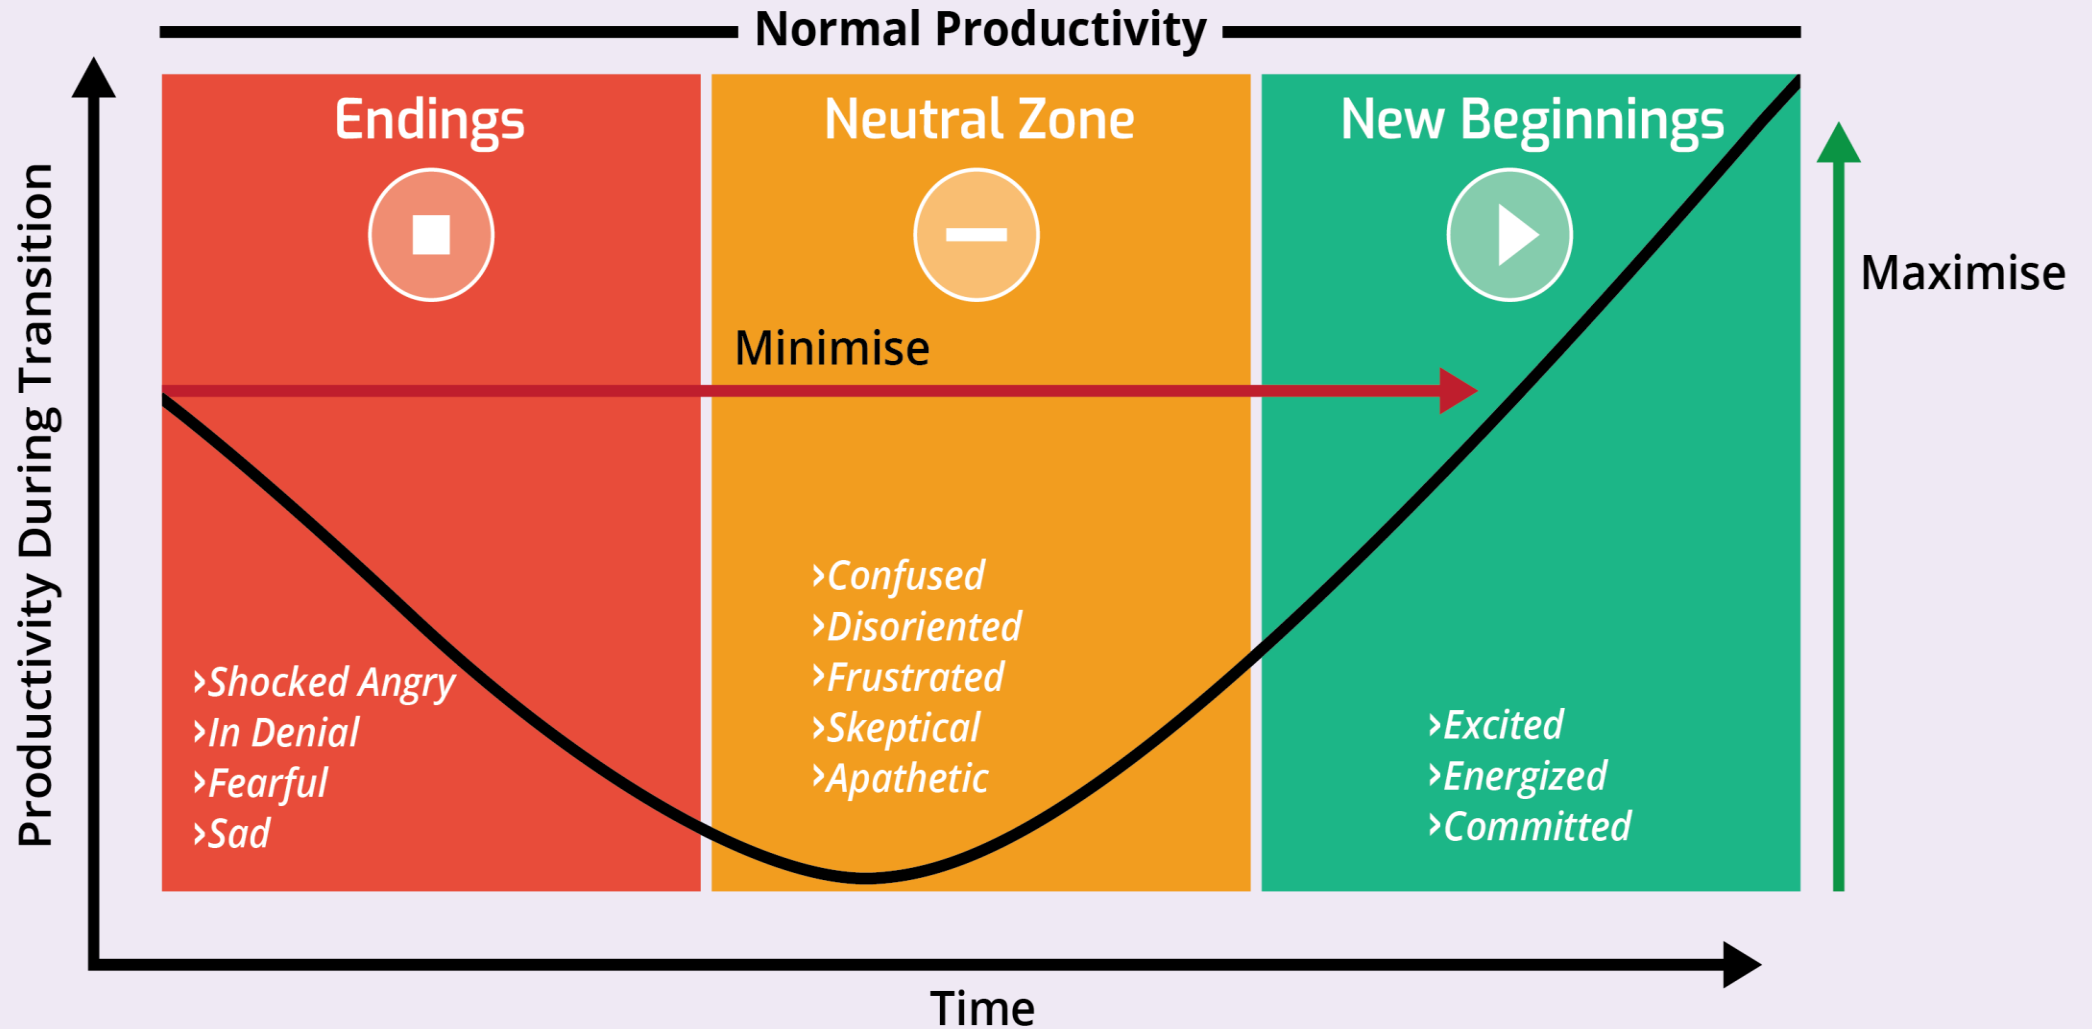 Normal Productivity
Productivity During Transition
Endings
Neutral Zone
New Beginnings
Maximise
Minimise
›Shocked Angry
›In Denial
›Fearful
›Sad
›Confused
›Disoriented
›Frustrated
›Skeptical
›Apathetic
›Excited
›Energized
›Committed
Time